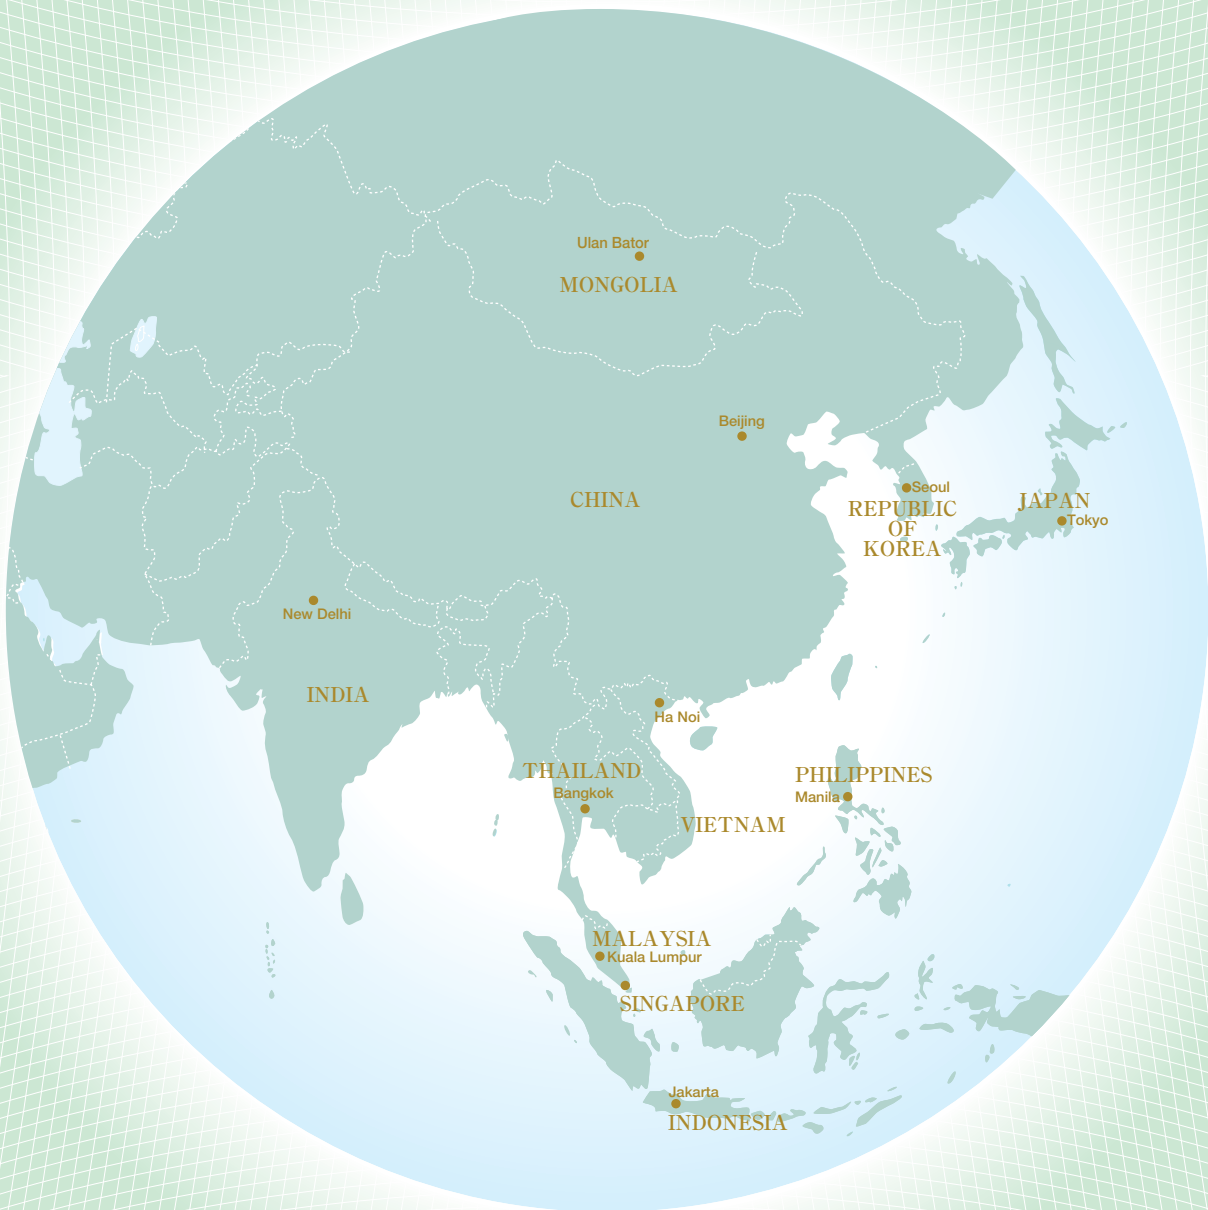 Ulan Bator
MONGOLIA
Beijing
CHINA
Seoul
REPUBLIC
OF
KOREA
JAPAN
Tokyo
New Delhi
INDIA
Ha Noi
THAILAND
Bangkok
PHILIPPINES
Manila
VIETNAM
MALAYSIA
Kuala Lumpur
SINGAPORE
Jakarta
INDONESIA